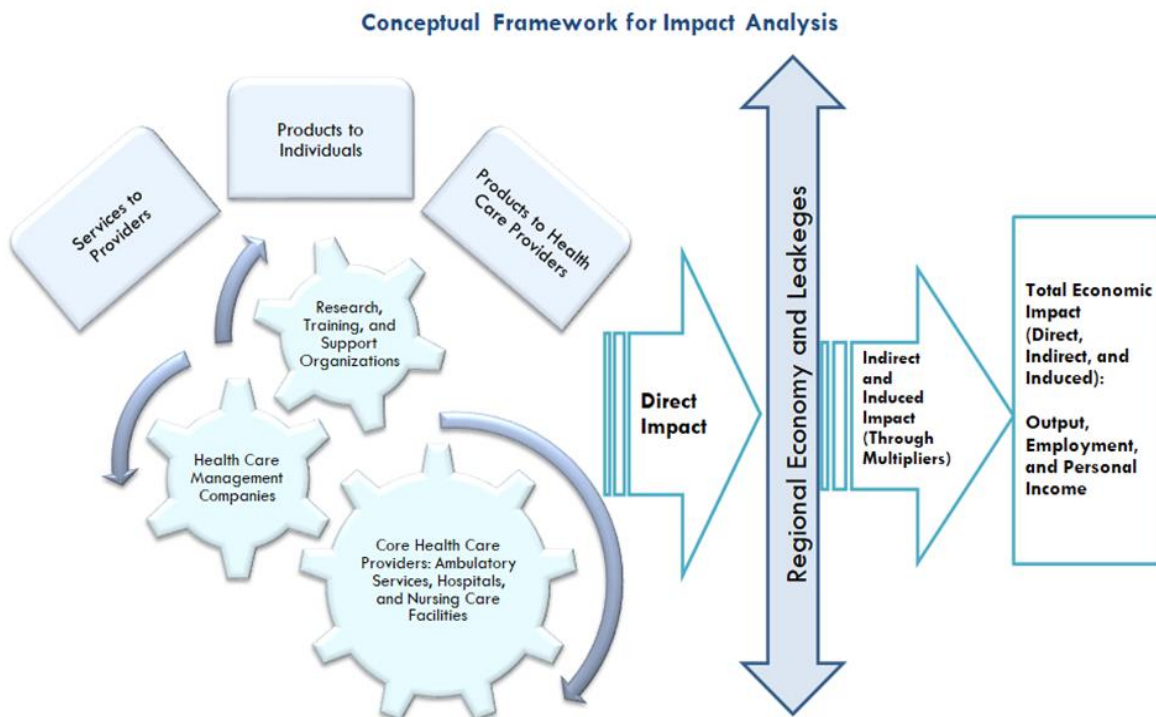 Conceptual Framework for Impact Analysis
Services to
Providers
Products to
Individuals
Products to Health
Care Providers
Research,
Training, and
Support
Organizations
Health Care
Management
Companies
Core Health Care
Providers: Ambulatory
Services, Hospitals,
and Nursing Care
Facilities
Direct
Impact
Regional Economy and Leakeges
Indirect
and
Induced
Impact
(Through
Multipliers)
Total Economic
Impact
(Direct,
Indirect, and
Induced):
Output,
Employment,
and Personal
Income